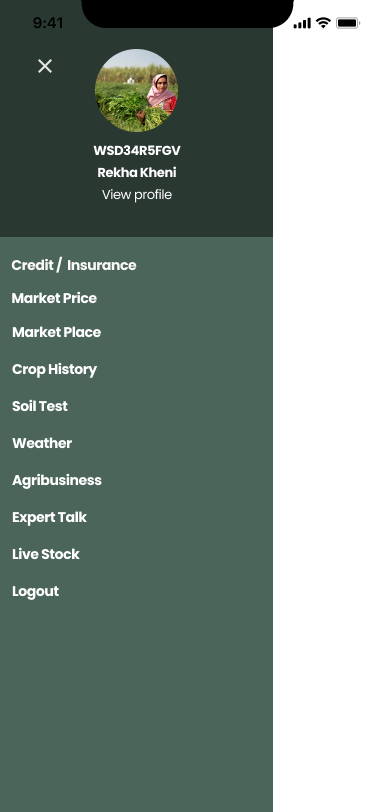 9:41
WSD34R5FGV
Rekha Kheni
View profile
Credit / Insurance
Market Price
Market Place
Crop History
Soil Test
Weather
Agribusiness
Expert Talk
Live Stock
Logout